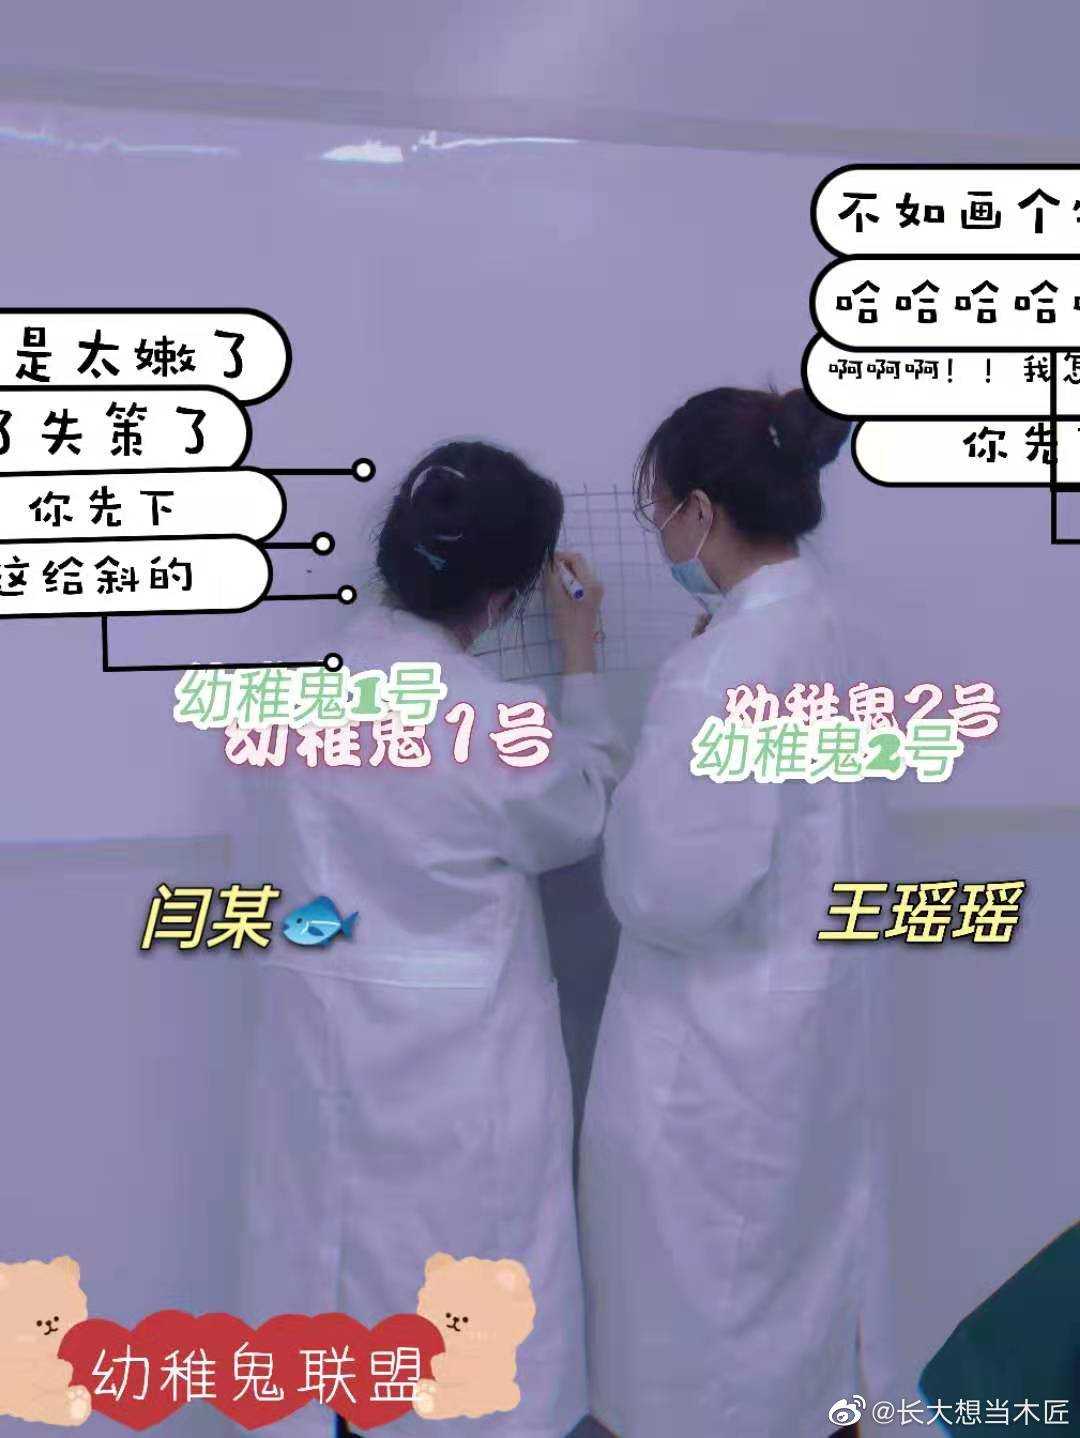 不如画个
哈哈哈哈
啊啊啊！！我怎
你先
是太嫩了
了失策了
你先下
这给斜的
幼稚鬼1号
幼稚鬼1号
幼稚鬼2号
幼稚鬼2号
闫某🐟
王瑶瑶
幼稚鬼联盟
@长大想当木匠